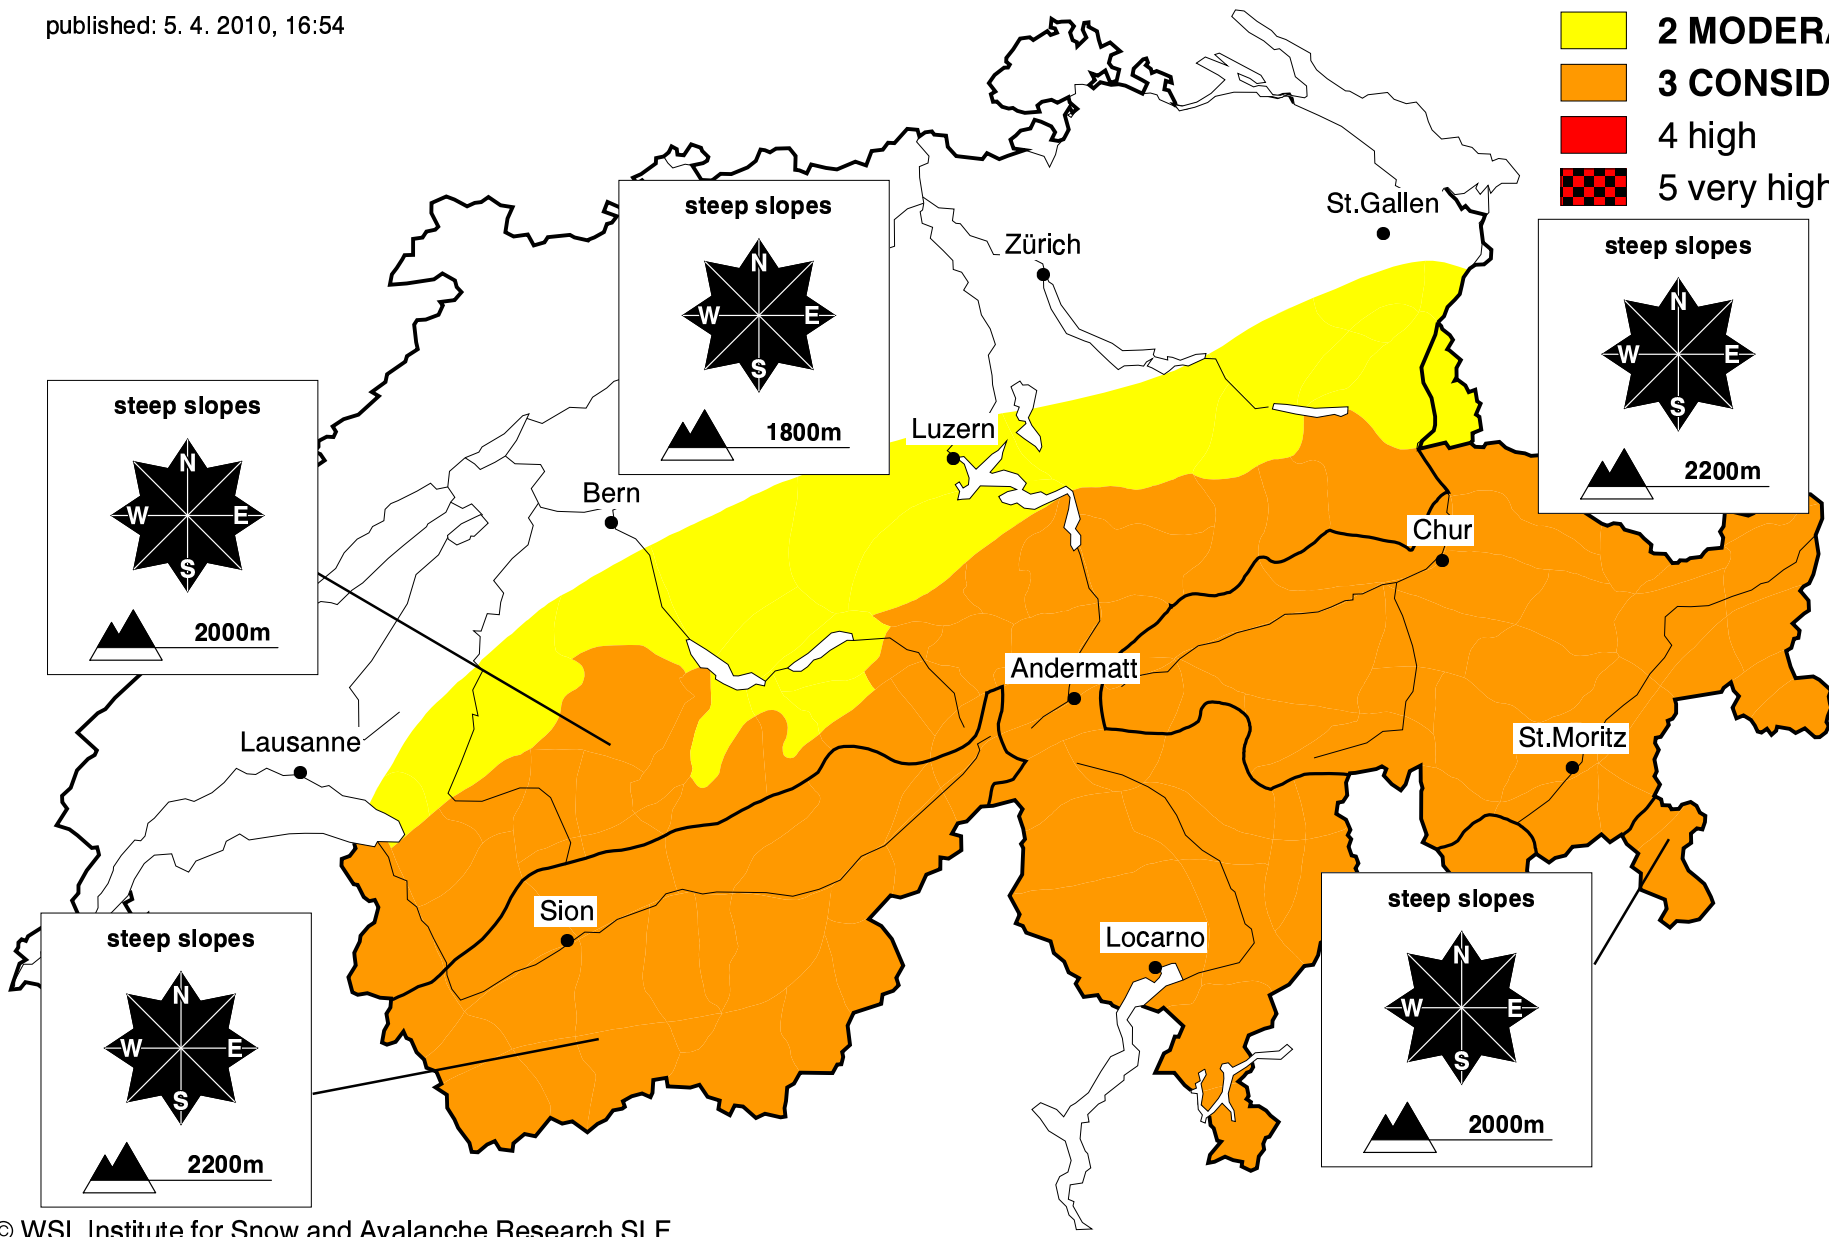 published: 5. 4. 2010, 16:54
2 MODERA
3 CONSID
4 high
5 very high
St.Gallen
Zürich
steep slopes
N
W E
S
1800m
steep slopes
N
W E
S
2200m
steep slopes
N
W E
S
2000m
Luzern
Bern
Chur
Andermatt
Lausanne
St.Moritz
Sion
Locarno
steep slopes
N
W E
S
2200m
steep slopes
N
W E
S
2000m
© WSL Institute for Snow and Avalanche Research SLF